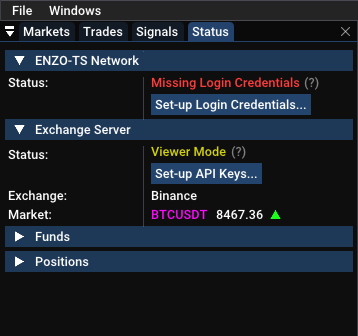 File Windows
Markets Trades Signals Status
ENZO-TS Network
Status: Missing Login Credentials (?)
Set-up Login Credentials...
Exchange Server
Status: Viewer Mode (?)
Set-up API Keys...
Exchange: Binance
Market: BTCUSDT 8467.36
Funds
Positions